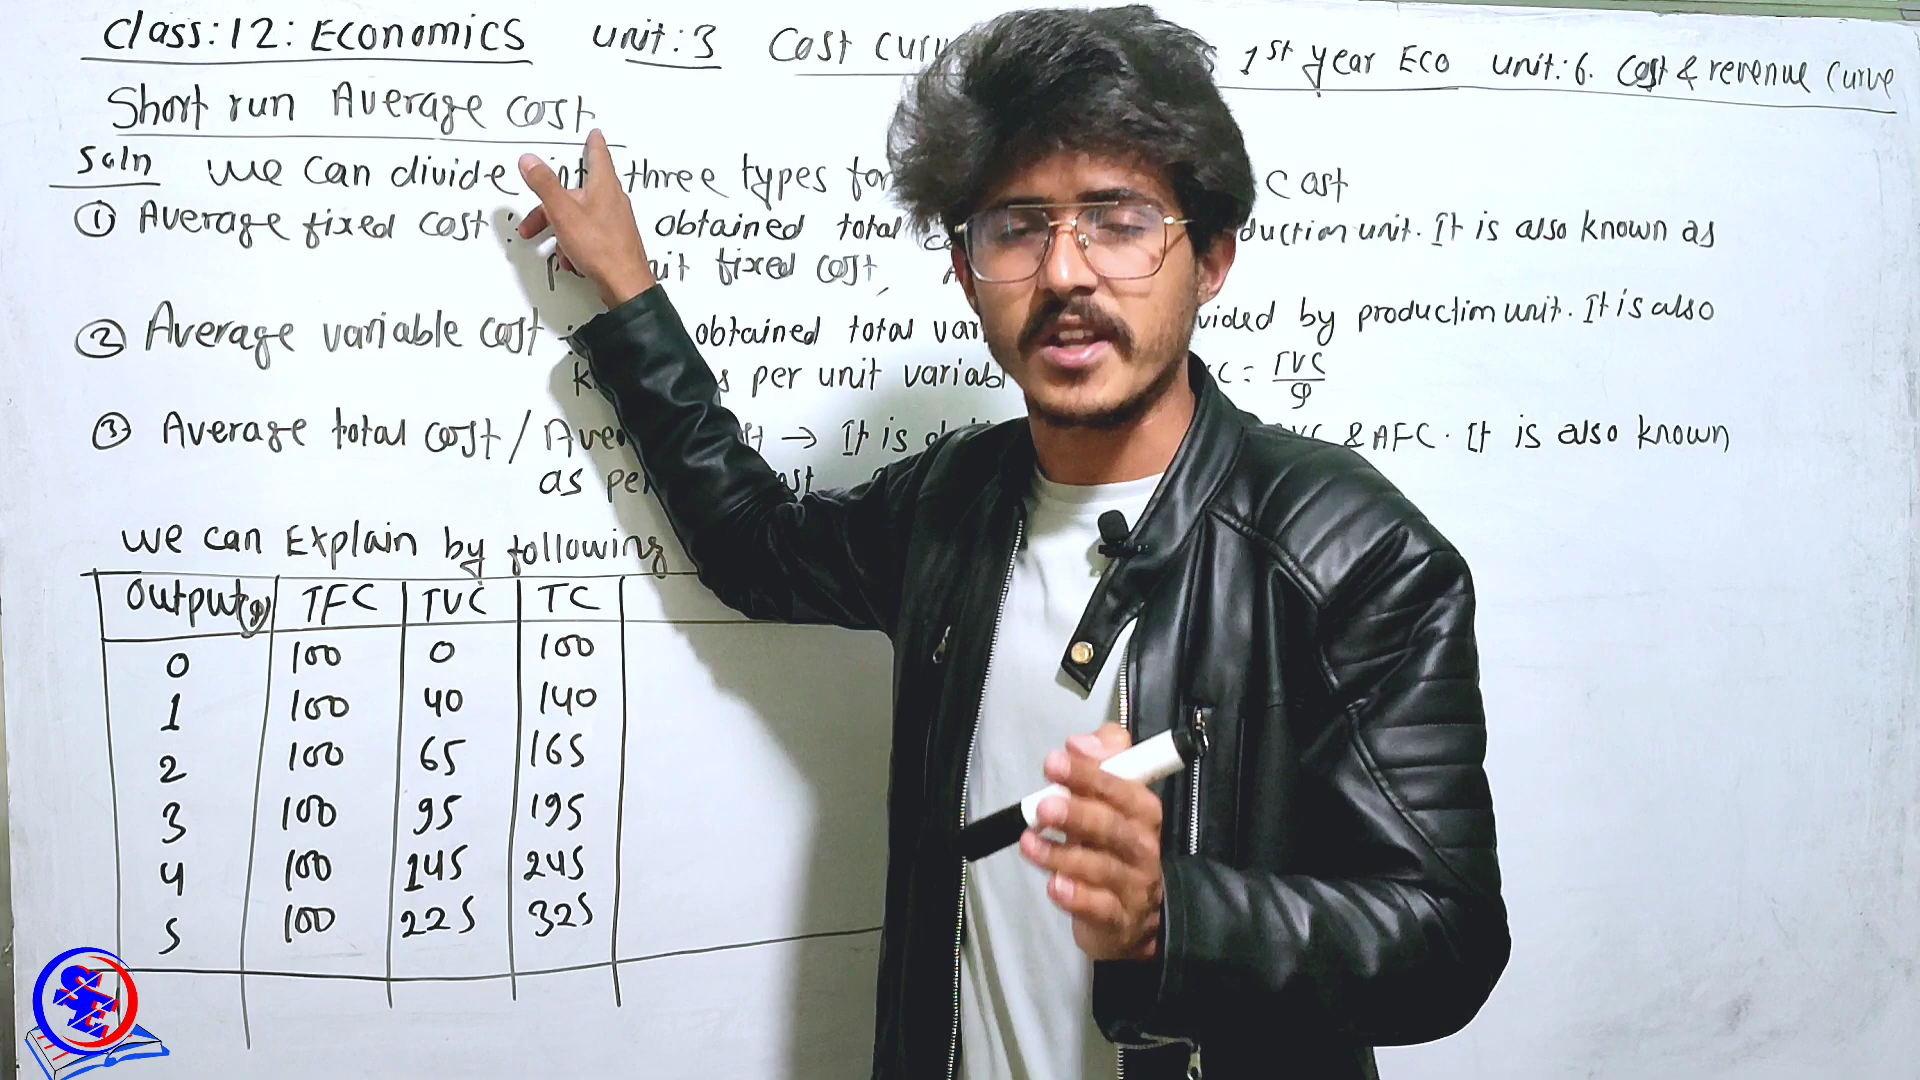 Class:12: Economics unit:3 Cost curve 1st year Eco unit:6. Cost & revenue curve
Short run Average cost
Soln we can divide three types for cost
① Average fixed cost : obtained total duction unit. It is also known as
fixed cost,
② Average variable cost : obtained total var vided by production unit. It is also
per unit variabl C = TVC/Q
③ Average total cost / Ave → It is & AFC. It is also known
as per
we can Explain by following
Output(Q) TFC TVC TC
0 100 0 100
1 100 40 140
2 100 65 165
3 100 95 195
4 100 145 245
5 100 225 325